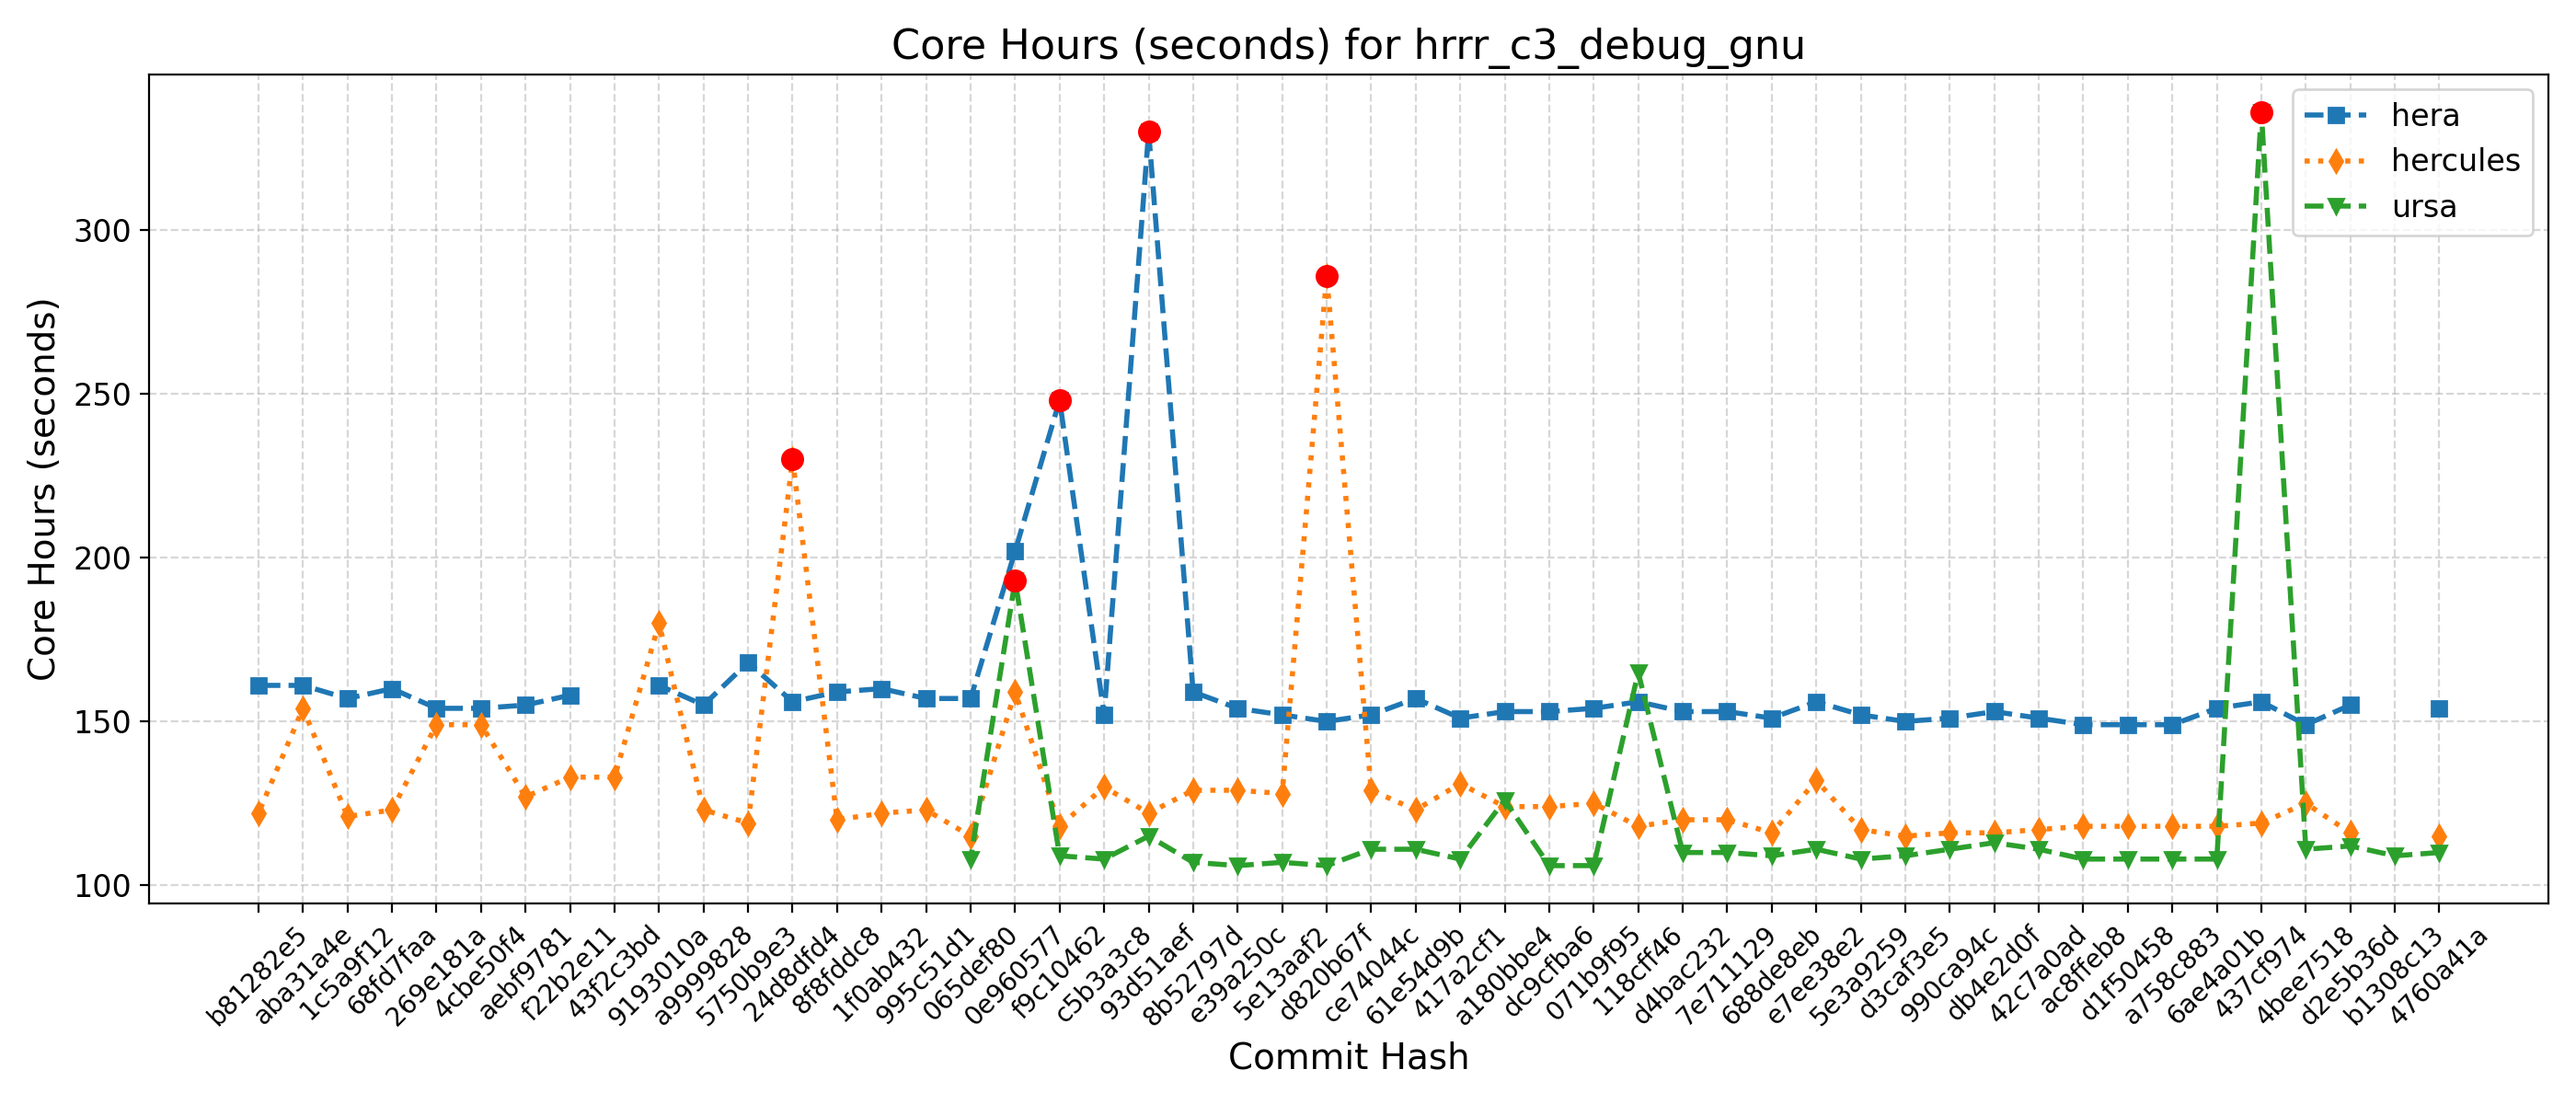 Core Hours (seconds) for hrrr_c3_debug_gnu
hera
hercules
ursa
Core Hours (seconds)
300
250
200
150
100
b81282e5
aba31a4e
1c5a9f12
68fd7faa
269e181a
4cbe50f4
aebf9781
f22b2e11
43f2c3bd
9193010a
a9999828
5750b9e3
24d8dfd4
8f8fddc8
1f0ab432
995c51d1
065def80
0e960577
f9c10462
c5b3a3c8
93d51aef
8b52797d
e39a250c
5e13aaf2
d820b67f
ce74044c
61e54d9b
417a2cf1
a180bbe4
dc9cfba6
071b9f95
118cff46
d4bac232
7e711129
688de8eb
e7ee38e2
5e3a9259
d3caf3e5
990ca94c
db4e2d0f
42c7a0ad
ac8ffeb8
d1f50458
a758c883
6ae4a01b
437cf974
4bee7518
d2e5b36d
b1308c13
4760a41a
Commit Hash